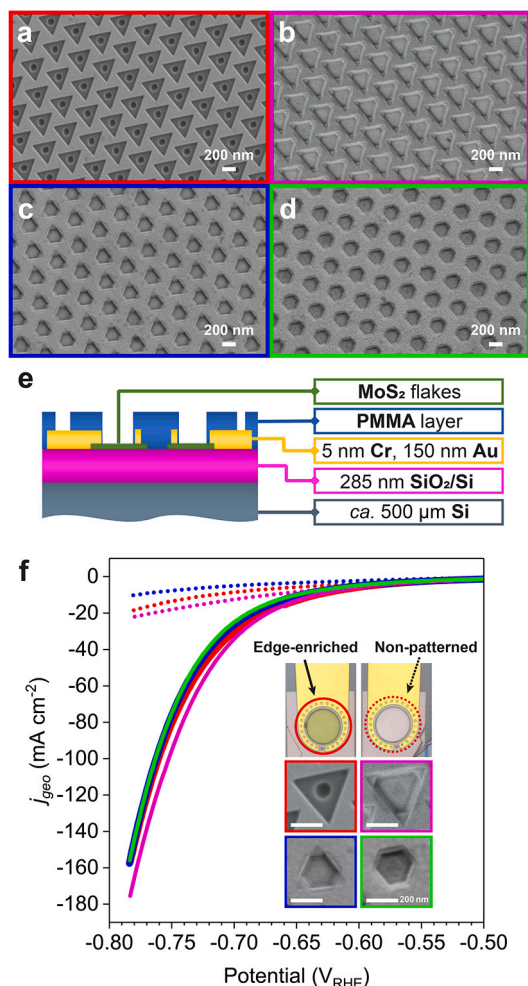 a
200 nm
b
200 nm
c
200 nm
d
200 nm
e
MoS₂ flakes
PMMA layer
5 nm Cr, 150 nm Au
285 nm SiO₂/Si
ca. 500 µm Si
f
0
-20
-40
-60
-80
-100
-120
-140
-160
-180
j_geo (mA cm⁻²)
Edge-enriched
Non-patterned
200 nm
-0.80
-0.75
-0.70
-0.65
-0.60
-0.55
-0.50
Potential (V_RHE)